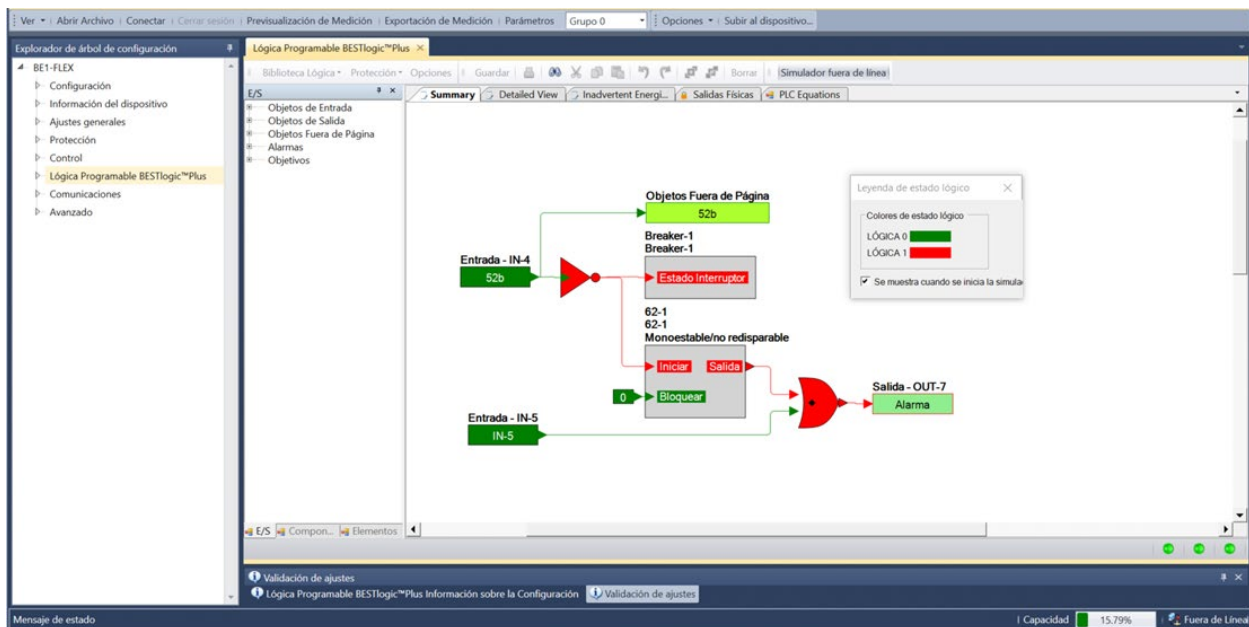 Ver Abrir Archivo Conectar Cerrar sesión Previsualización de Medición Exportación de Medición Parámetros Grupo 0 Opciones Subir al dispositivo...
Explorador de árbol de configuración
BE1-FLEX
Configuración
Información del dispositivo
Ajustes generales
Protección
Control
Lógica Programable BESTlogic™Plus
Comunicaciones
Avanzado
Lógica Programable BESTlogic™Plus
Biblioteca Lógica Protección Opciones Guardar Borrar Simulador fuera de línea
E/S
Objetos de Entrada
Objetos de Salida
Objetos Fuera de Página
Alarmas
Objetivos
E/S Compon... Elementos
Summary Detailed View Inadvertent Energi... Salidas Físicas PLC Equations
Objetos Fuera de Página
52b
Breaker-1
Breaker-1
Estado Interruptor
Entrada - IN-4
52b
62-1
62-1
Monoestable/no redisparable
Iniciar Salida
0 Bloquear
Entrada - IN-5
IN-5
Salida - OUT-7
Alarma
Leyenda de estado lógico
Colores de estado lógico
LÓGICA 0
LÓGICA 1
Se muestra cuando se inicia la simula
Validación de ajustes
Lógica Programable BESTlogic™Plus Información sobre la Configuración Validación de ajustes
Mensaje de estado Capacidad 15.79% Fuera de Línea